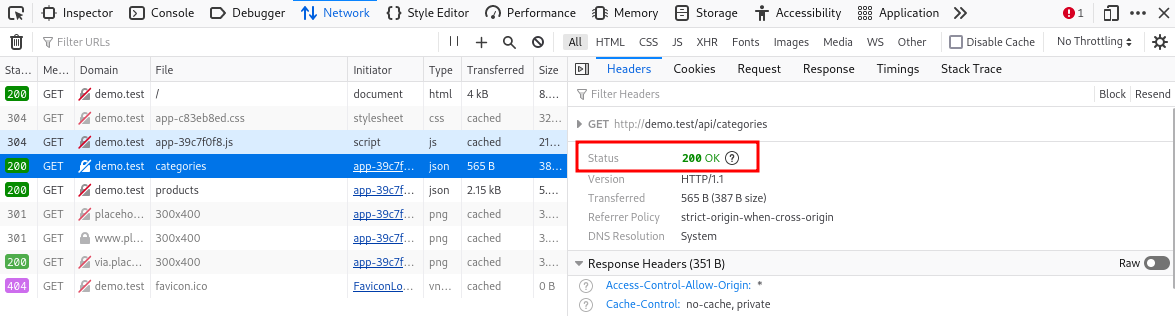 Inspector Console Debugger Network Style Editor Performance Memory Storage Accessibility Application 1
Filter URLs All HTML CSS JS XHR Fonts Images Media WS Other Disable Cache No Throttling
Sta… Me… Domain File Initiator Type Transferred Size
200 GET demo.test / document html 4 kB 8.…
304 GET demo.test app-c83eb8ed.css stylesheet css cached 32…
304 GET demo.test app-39c7f0f8.js script js cached 21…
200 GET demo.test categories app-39c7f… json 565 B 38…
200 GET demo.test products app-39c7f… json 2.15 kB 5.…
301 GET placeho… 300x400 app-39c7f… png cached 3.…
301 GET www.pl… 300x400 app-39c7f… png cached 3.…
200 GET via.plac… 300x400 app-39c7f… png cached 3.…
404 GET demo.test favicon.ico FaviconLo… vn… cached 0 B
Headers Cookies Request Response Timings Stack Trace
Filter Headers Block Resend
GET http://demo.test/api/categories
Status 200 OK ?
Version HTTP/1.1
Transferred 565 B (387 B size)
Referrer Policy strict-origin-when-cross-origin
DNS Resolution System
Response Headers (351 B) Raw
? Access-Control-Allow-Origin: *
? Cache-Control: no-cache, private